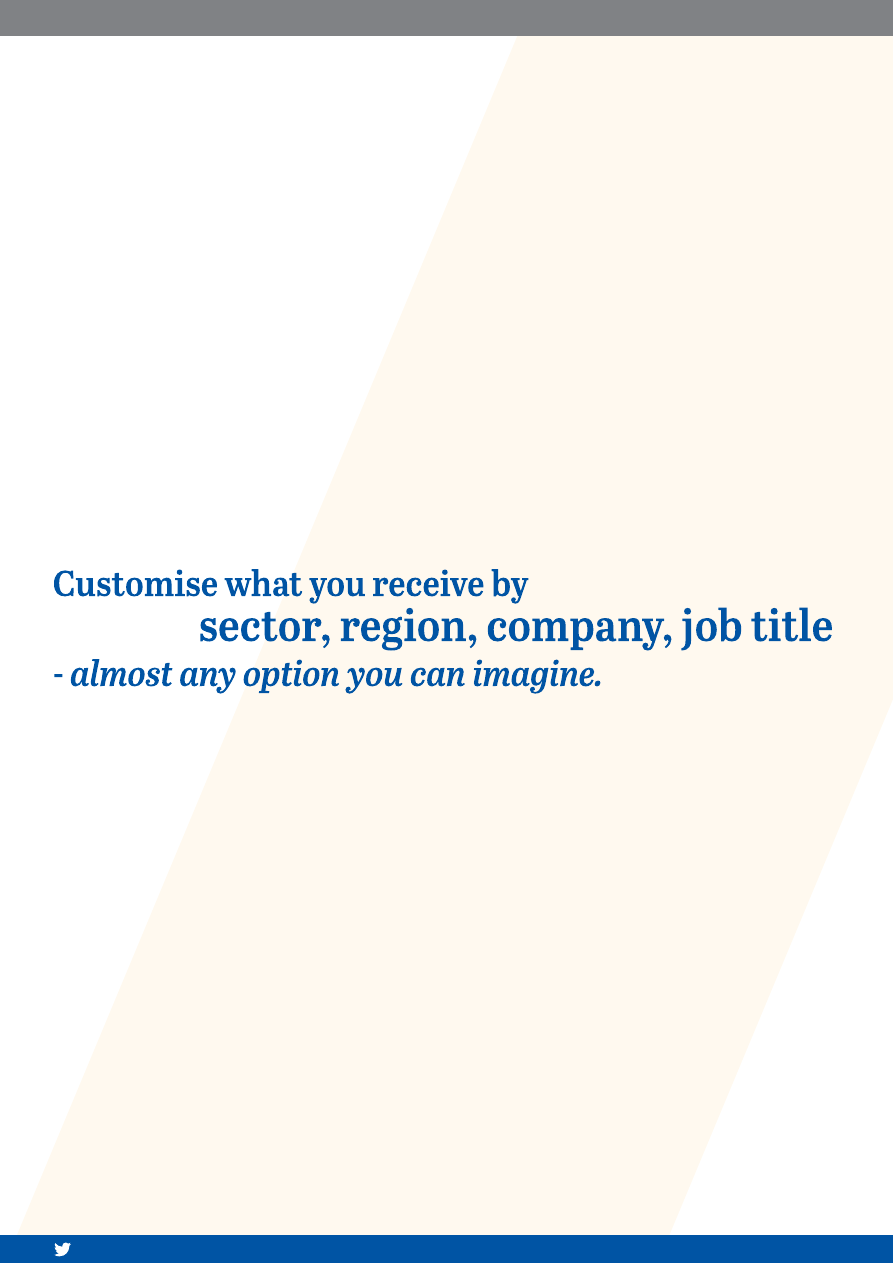 Customise what you receive by
sector, region, company, job title
- almost any option you can imagine.